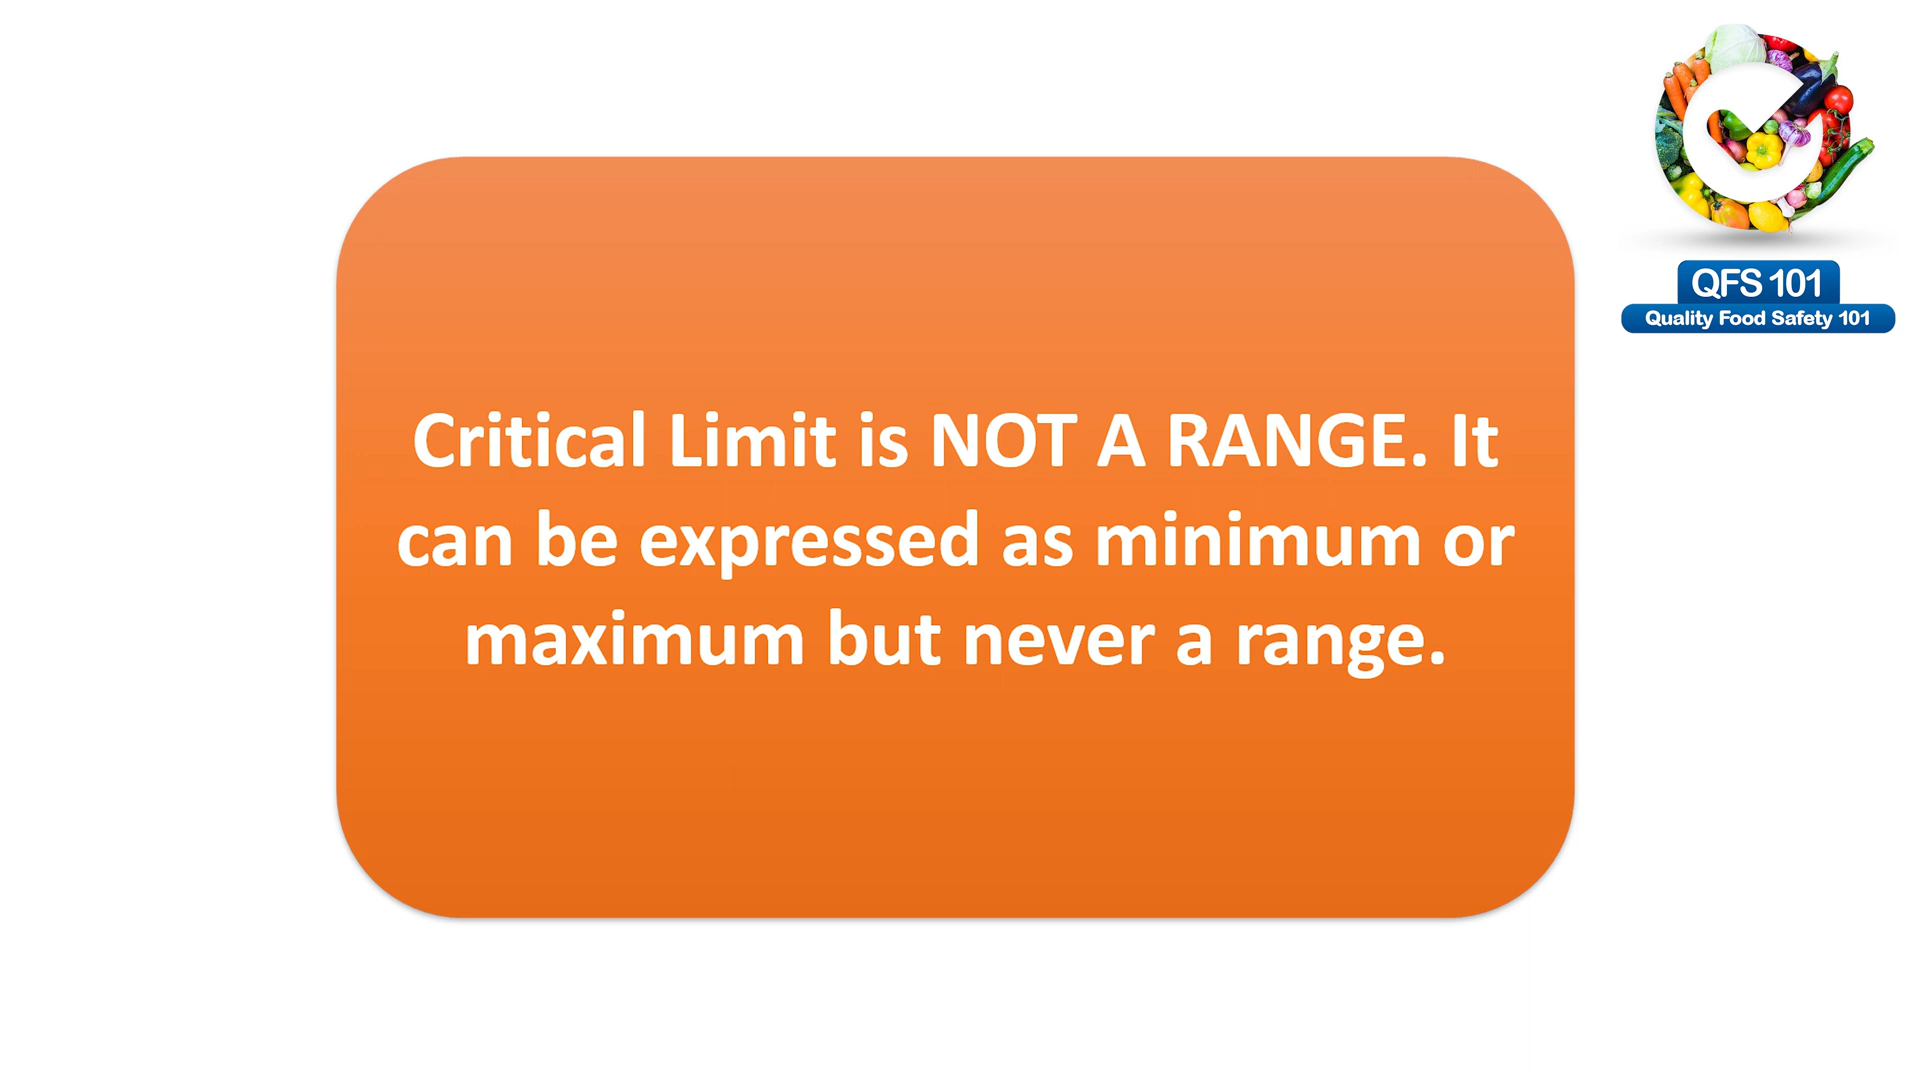 QFS 101
Quality Food Safety 101
Critical Limit is NOT A RANGE. It
can be expressed as minimum or
maximum but never a range.